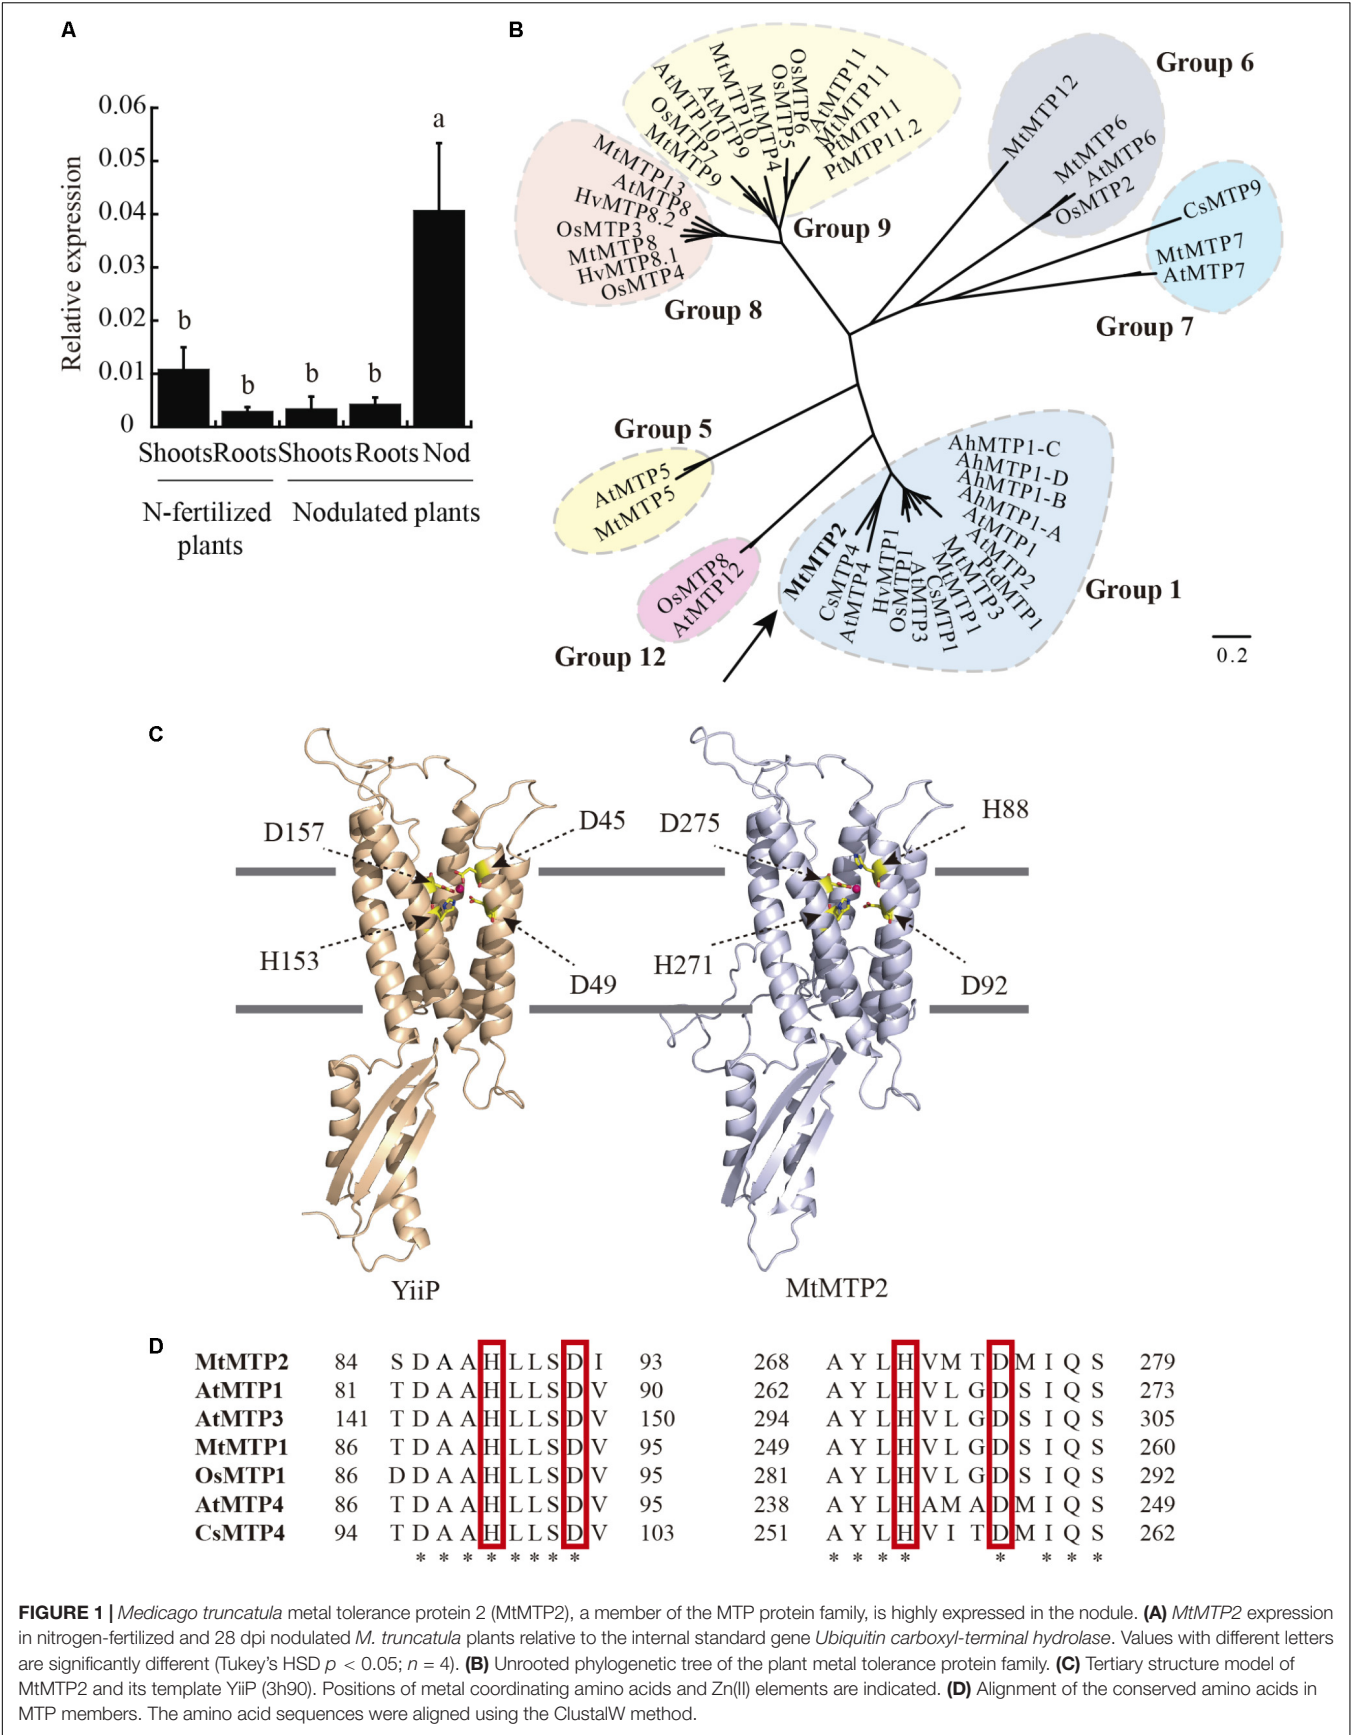 A
0.06
0.05
0.04
0.03
0.02
0.01
0
Relative expression
b
b
b
b
a
Shoots Roots Shoots Roots Nod
N-fertilized plants
Nodulated plants
B
MtMTP13
AtMTP8
HvMTP8.2
OsMTP3
MtMTP8
HvMTP8.1
OsMTP4
Group 8
MtMTP9
OsMTP7
AtMTP10
AtMTP9
MtMTP10
MtMTP4
OsMTP5
OsMTP6
AtMTP11
MtMTP11
PtMTP11
PtMTP11.2
Group 9
MtMTP12
MtMTP6
AtMTP6
OsMTP2
Group 6
CsMTP9
MtMTP7
AtMTP7
Group 7
Group 5
AtMTP5
MtMTP5
OsMTP8
AtMTP12
Group 12
MtMTP2
CsMTP4
AtMTP4
HvMTP1
OsMTP1
AtMTP3
CsMTP1
MtMTP1
MtMTP3
PtdMTP1
AtMTP2
AtMTP1
AhMTP1-A
AhMTP1-B
AhMTP1-D
AhMTP1-C
Group 1
0.2
C
D157
D45
H153
D49
YiiP
D275
H88
H271
D92
MtMTP2
D
MtMTP2 84 S D A A H L L S D I 93 268 A Y L H V M T D M I Q S 279
AtMTP1 81 T D A A H L L S D V 90 262 A Y L H V L G D S I Q S 273
AtMTP3 141 T D A A H L L S D V 150 294 A Y L H V L G D S I Q S 305
MtMTP1 86 T D A A H L L S D V 95 249 A Y L H V L G D S I Q S 260
OsMTP1 86 D D A A H L L S D V 95 281 A Y L H V L G D S I Q S 292
AtMTP4 86 T D A A H L L S D V 95 238 A Y L H A M A D M I Q S 249
CsMTP4 94 T D A A H L L S D V 103 251 A Y L H V I T D M I Q S 262
* * * * * * * * * * * * * * * *
FIGURE 1 | Medicago truncatula metal tolerance protein 2 (MtMTP2), a member of the MTP protein family, is highly expressed in the nodule. (A) MtMTP2 expression
in nitrogen-fertilized and 28 dpi nodulated M. truncatula plants relative to the internal standard gene Ubiquitin carboxyl-terminal hydrolase. Values with different letters
are significantly different (Tukey's HSD p < 0.05; n = 4). (B) Unrooted phylogenetic tree of the plant metal tolerance protein family. (C) Tertiary structure model of
MtMTP2 and its template YiiP (3h90). Positions of metal coordinating amino acids and Zn(II) elements are indicated. (D) Alignment of the conserved amino acids in
MTP members. The amino acid sequences were aligned using the ClustalW method.